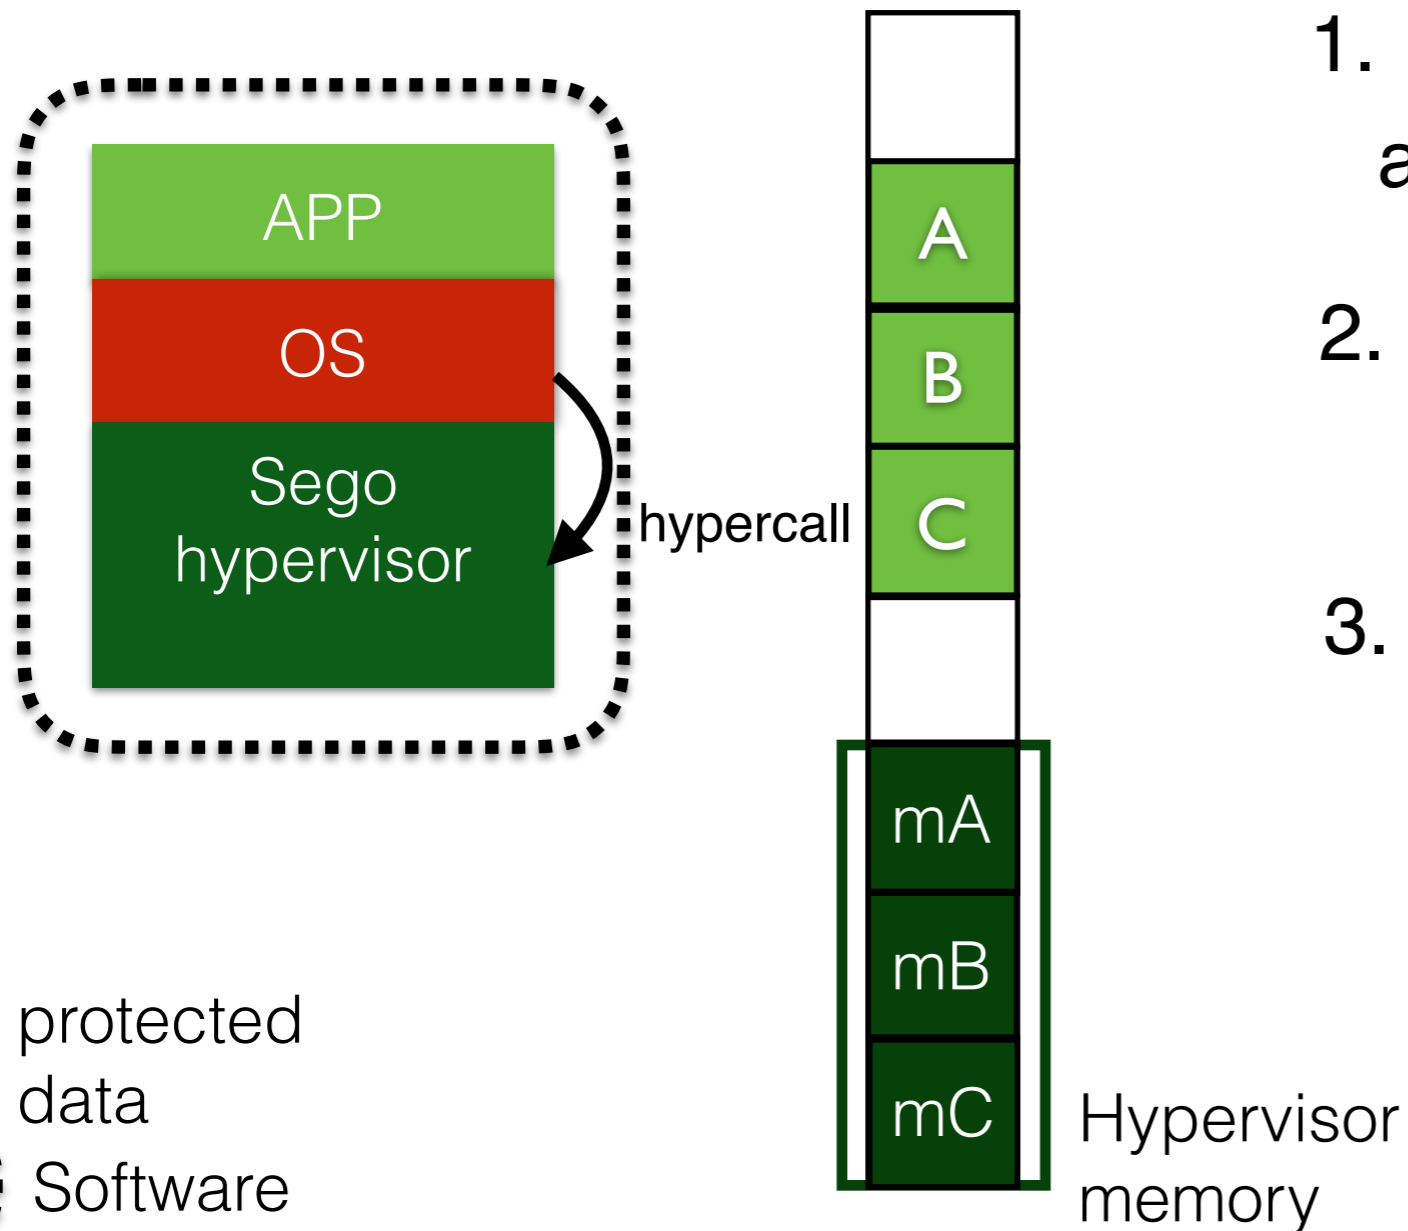 APP
OS
Sego
hypervisor
hypercall
A
B
C
mA
mB
mC
Hypervisor
memory
protected
data
Software
1.
a
2.
3.